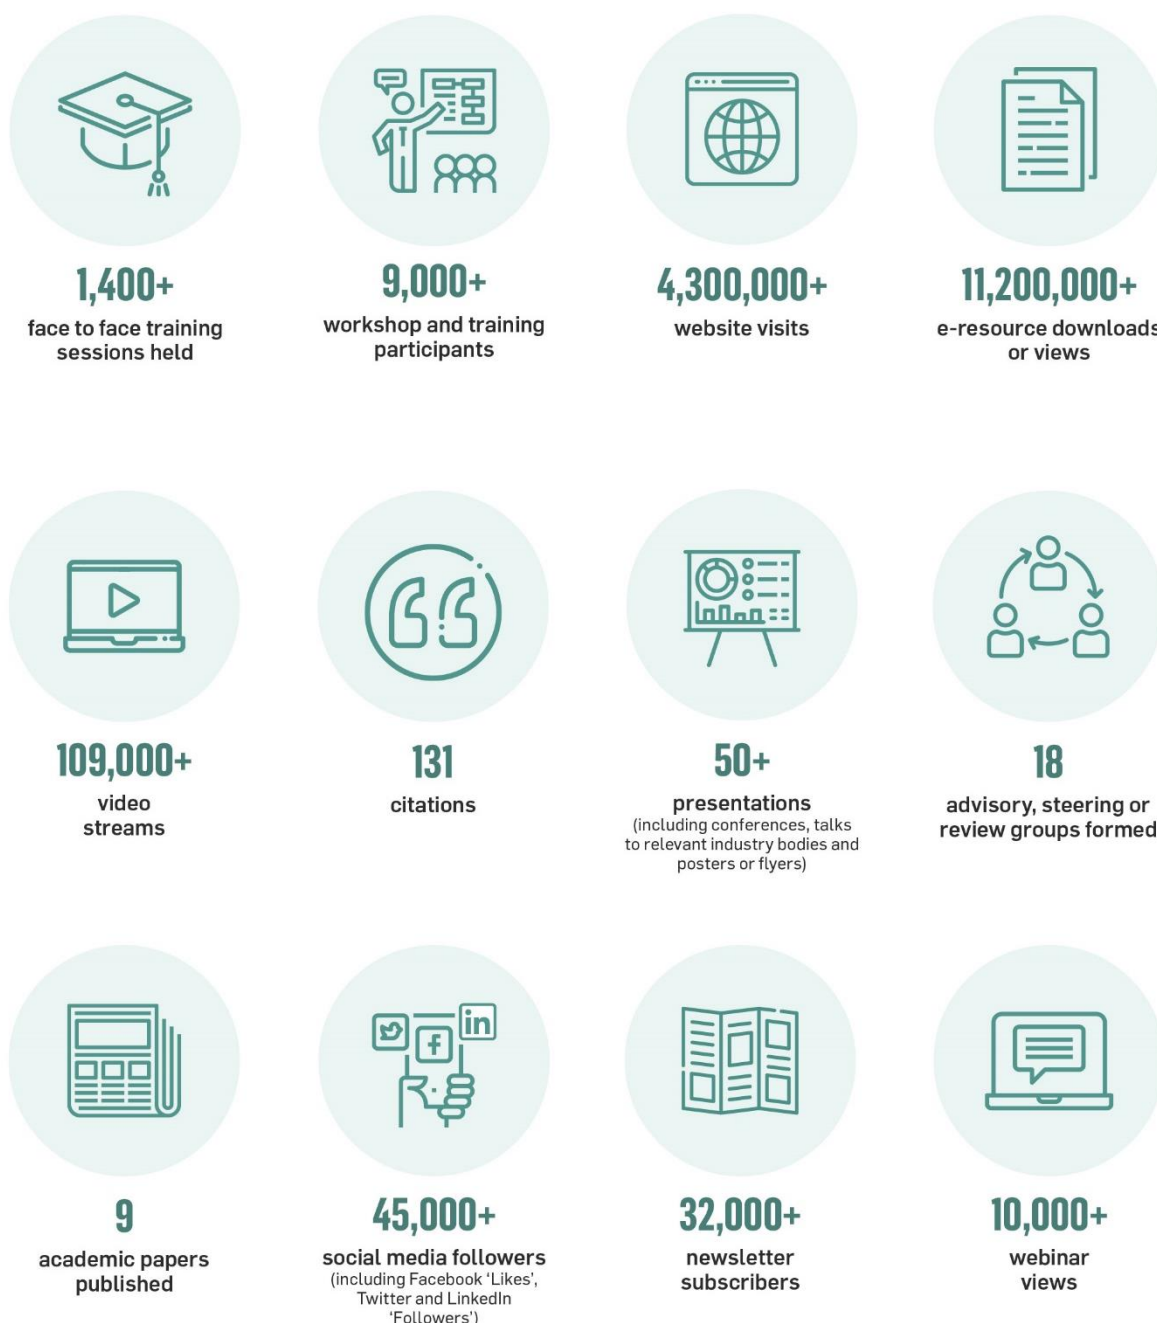 1,400+
face to face training
sessions held
9,000+
workshop and training
participants
4,300,000+
website visits
11,200,000+
e-resource downloads
or views
109,000+
video
streams
131
citations
50+
presentations
(including conferences, talks
to relevant industry bodies and
posters or flyers)
18
advisory, steering or
review groups formed
9
academic papers
published
in
f
45,000+
social media followers
(including Facebook ‘Likes’,
Twitter and LinkedIn
‘Followers’)
32,000+
newsletter
subscribers
10,000+
webinar
views